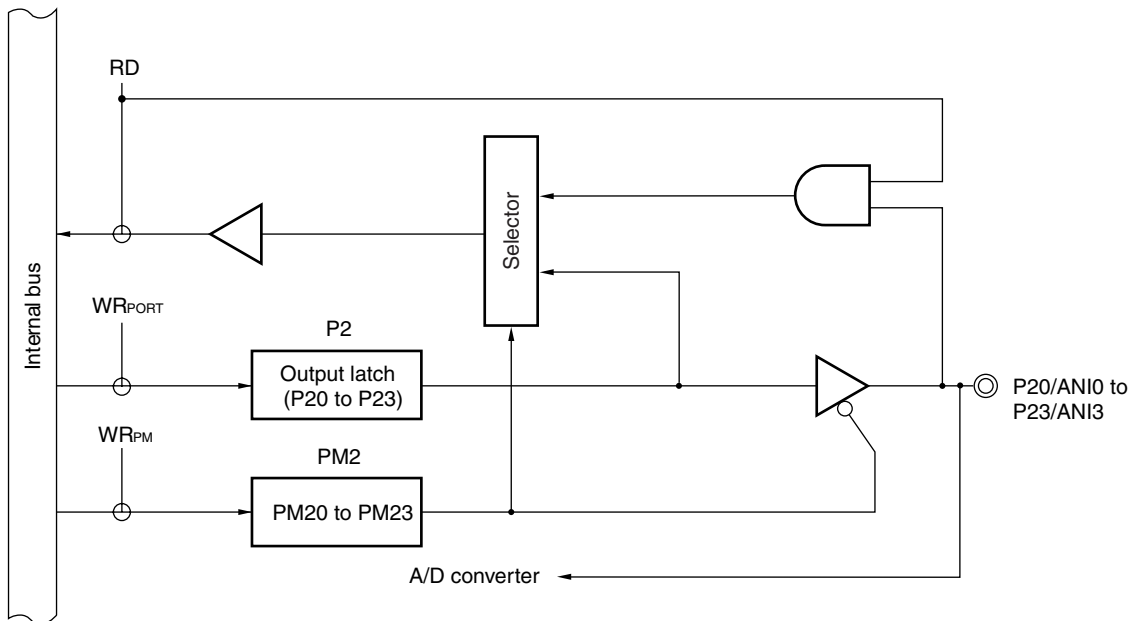 RD
Selector
Internal bus
WRPORT
P2
Output latch
(P20 to P23)
P20/ANI0 to
P23/ANI3
WRPM
PM2
PM20 to PM23
A/D converter